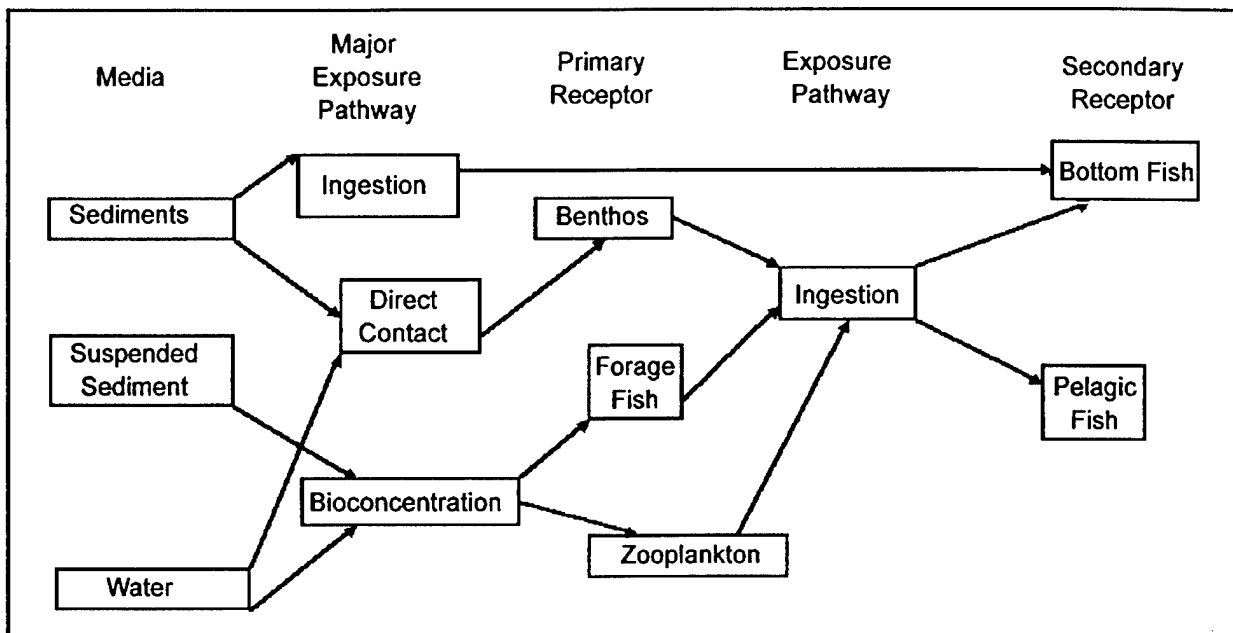 Media
Major
Exposure
Pathway
Primary
Receptor
Exposure
Pathway
Secondary
Receptor
Ingestion
Bottom Fish
Sediments
Benthos
Direct
Contact
Ingestion
Suspended
Sediment
Forage
Fish
Pelagic
Fish
Bioconcentration
Zooplankton
Water